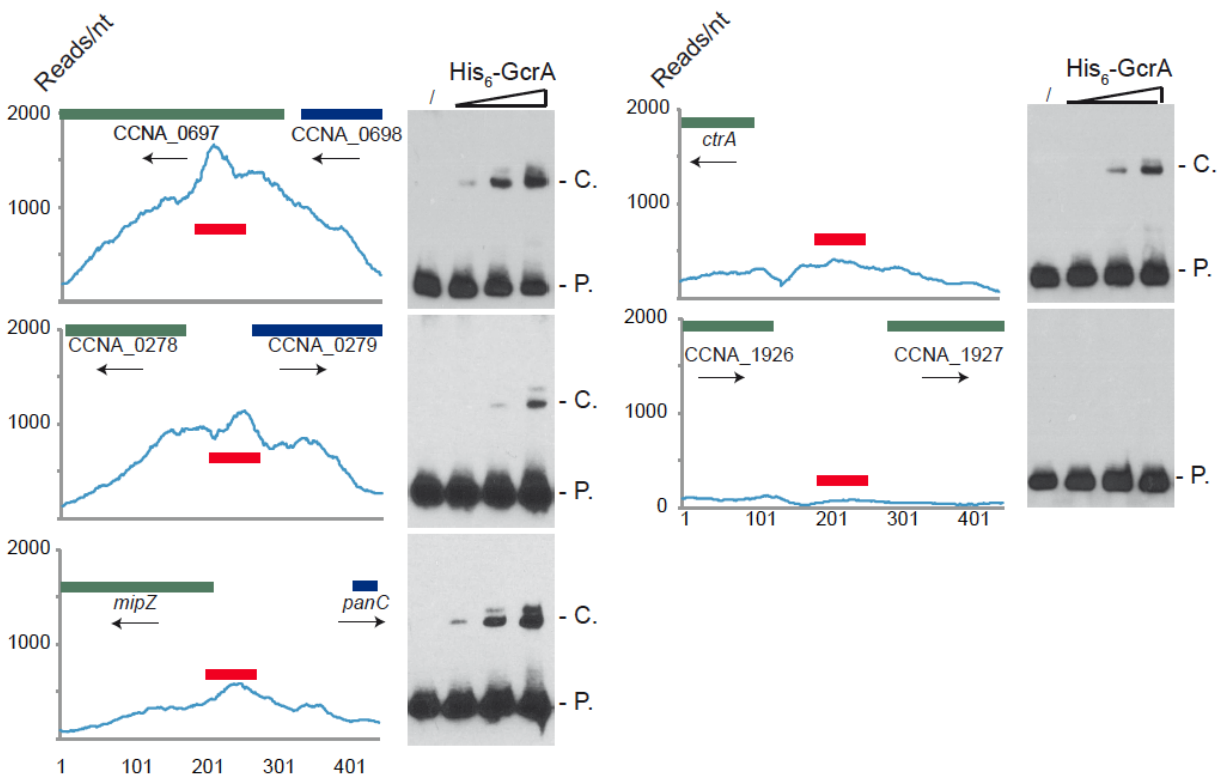 Reads/nt
His6-GcrA
/
2000
CCNA_0697
CCNA_0698
1000
- C.
- P.
2000
CCNA_0278
CCNA_0279
1000
- C.
- P.
2000
mipZ
panC
1000
- C.
- P.
1 101 201 301 401
Reads/nt
His6-GcrA
/
2000
ctrA
1000
- C.
- P.
2000
CCNA_1926
CCNA_1927
1000
0
- P.
1 101 201 301 401